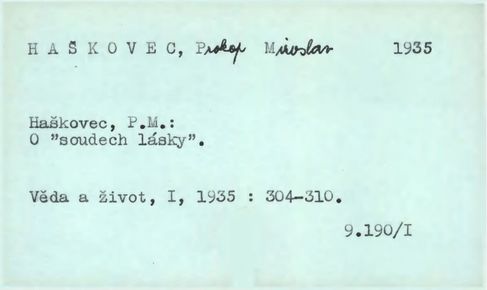 HAŠKOVEC, Prokop Miroslav 1935
Haškovec, P.M.:
O "soudech lásky".
Věda a život, I, 1935 : 304-310.
9.190/I